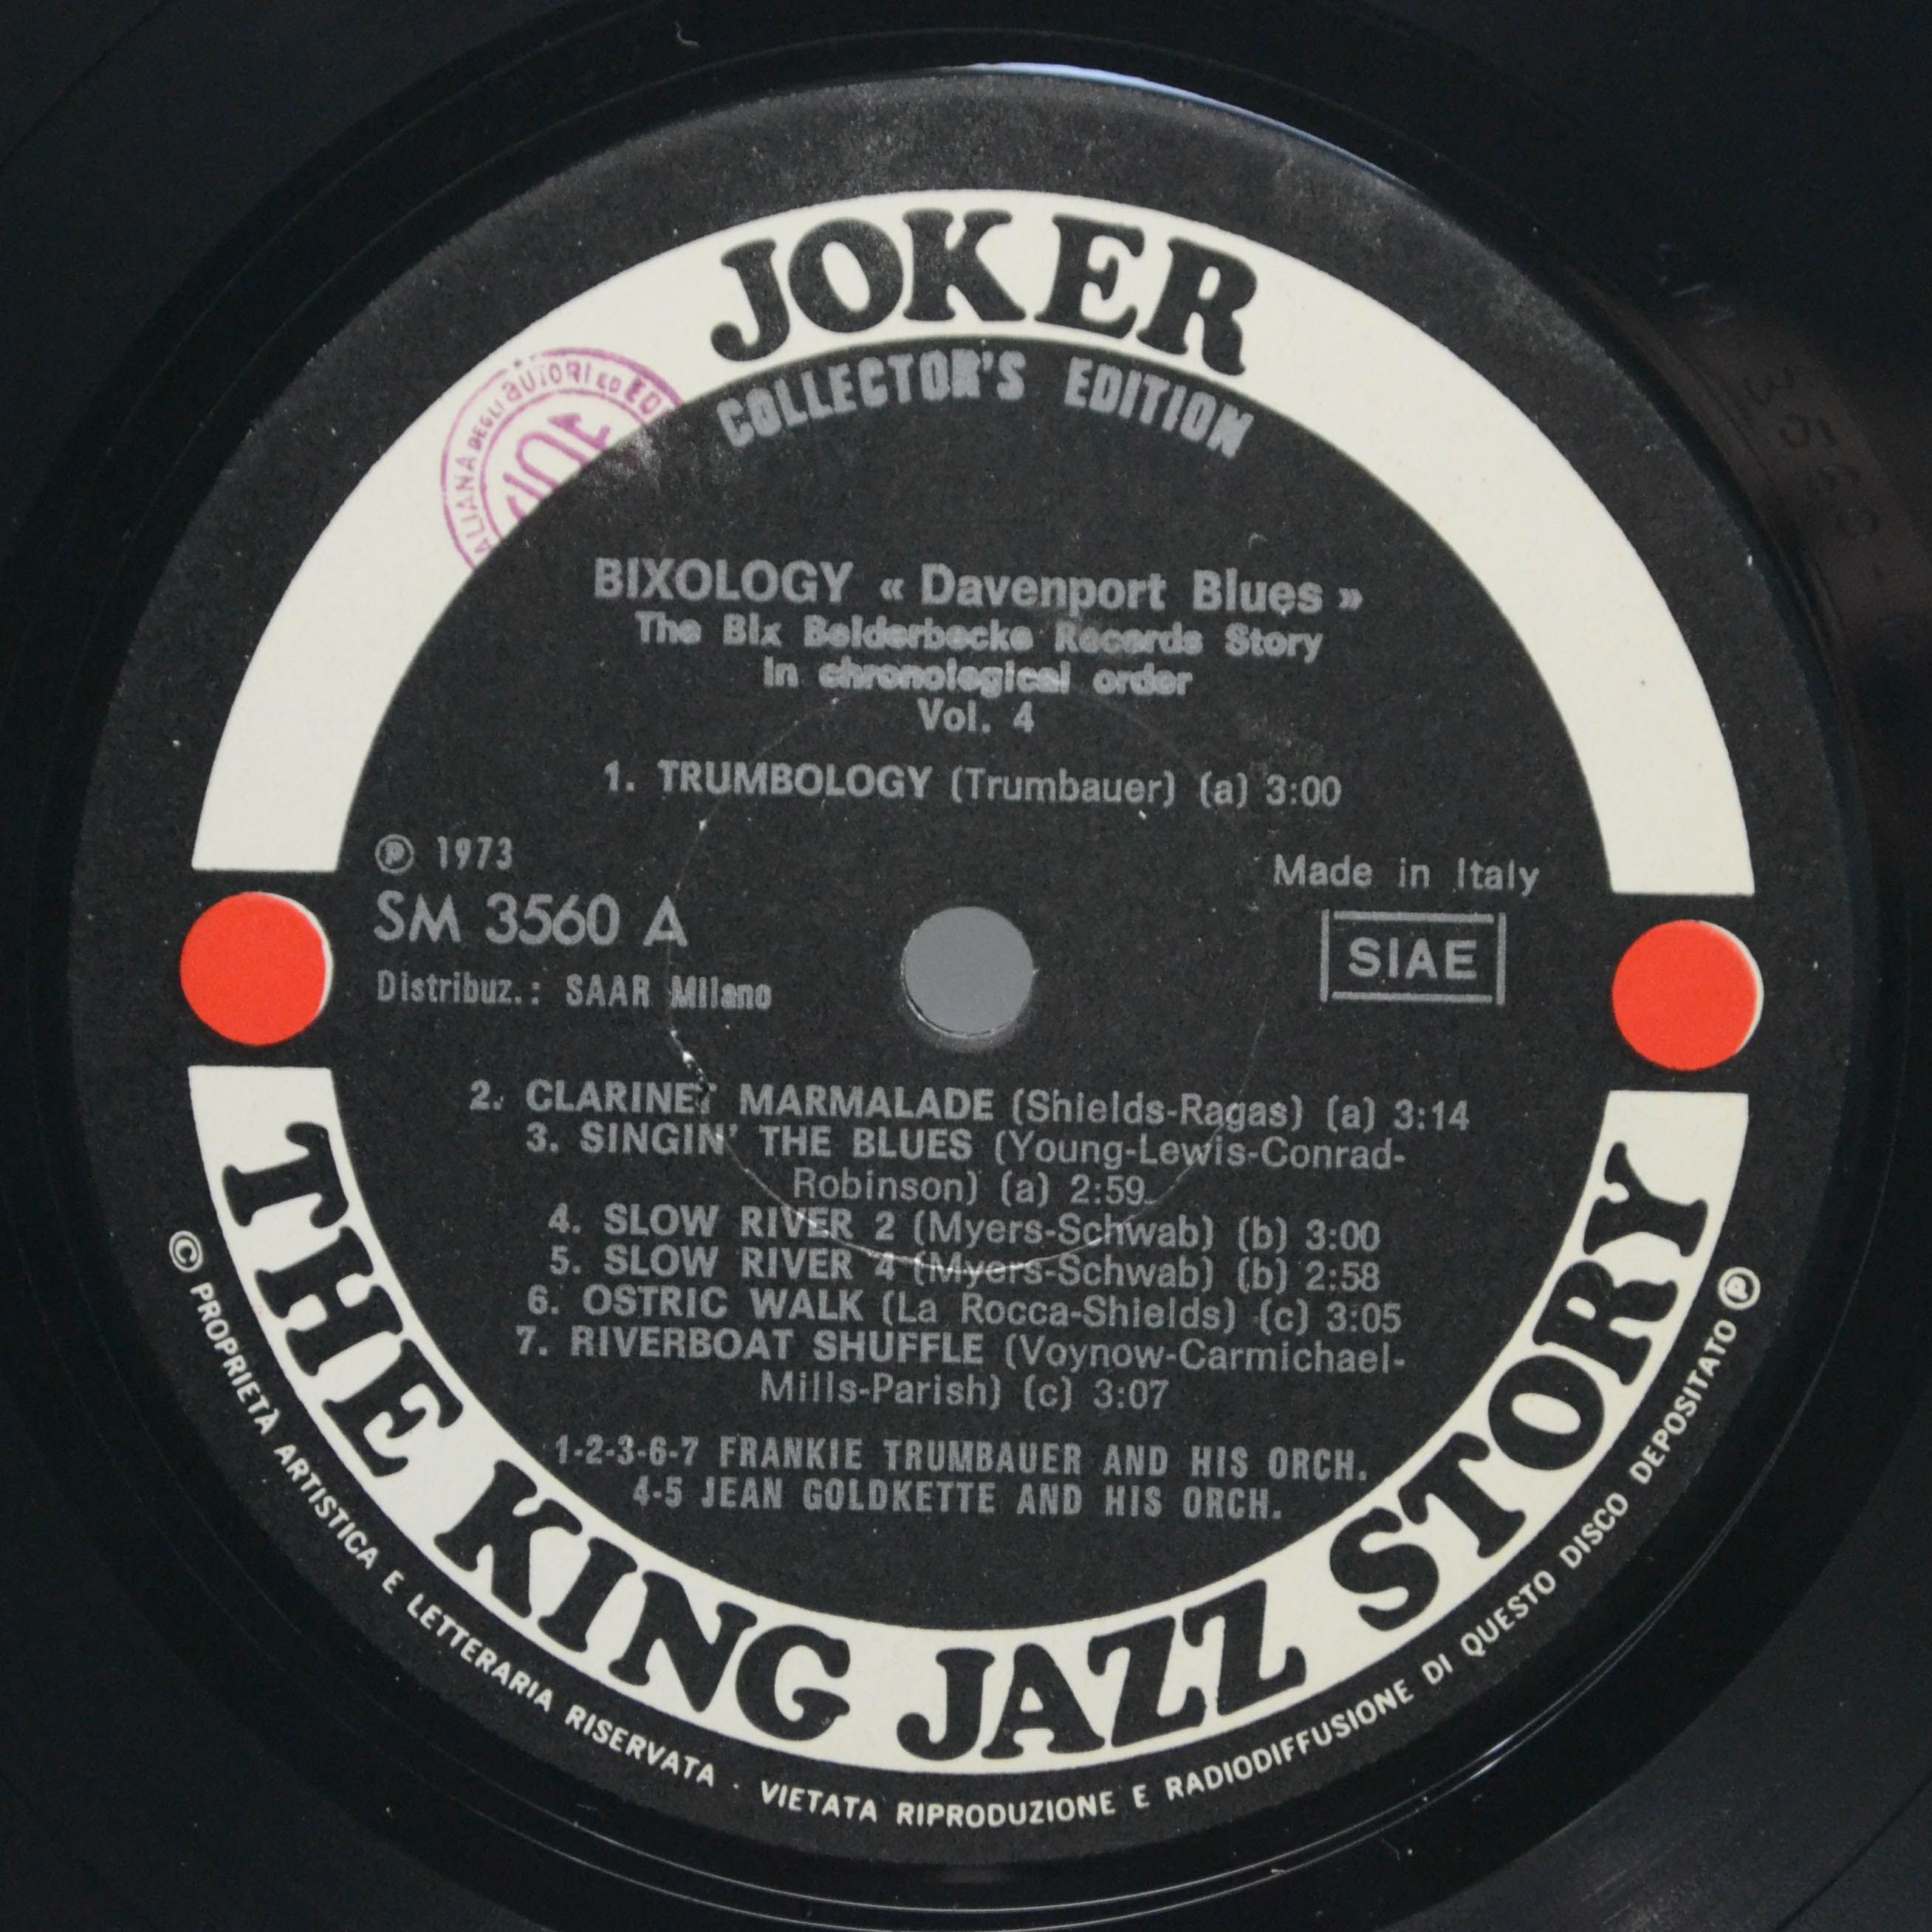 JOKER
COLLECTOR'S EDITION
BIXOLOGY « Davenport Blues »
The Bix Beiderbecke Records Story
In chronological order
Vol. 4
1. TRUMBOLOGY (Trumbauer) (a) 3:00
Ⓟ 1973
SM 3560 A
Distribuz.: SAAR Milano
Made in Italy
SIAE
2. CLARINET MARMALADE (Shields-Ragas) (a) 3:14
3. SINGIN' THE BLUES (Young-Lewis-Conrad-
Robinson) (a) 2:59
4. SLOW RIVER 2 (Myers-Schwab) (b) 3:00
5. SLOW RIVER 4 (Myers-Schwab) (b) 2:58
6. OSTRIC WALK (La Rocca-Shields) (c) 3:05
7. RIVERBOAT SHUFFLE (Voynow-Carmichael-
Mills-Parish) (c) 3:07
1-2-3-6-7 FRANKIE TRUMBAUER AND HIS ORCH.
4-5 JEAN GOLDKETTE AND HIS ORCH.
THE KING JAZZ STORY
© PROPRIETÀ ARTISTICA E LETTERARIA RISERVATA · VIETATA RIPRODUZIONE E RADIODIFFUSIONE DI QUESTO DISCO DEPOSITATO Ⓟ
DEGLI AUTORI ED